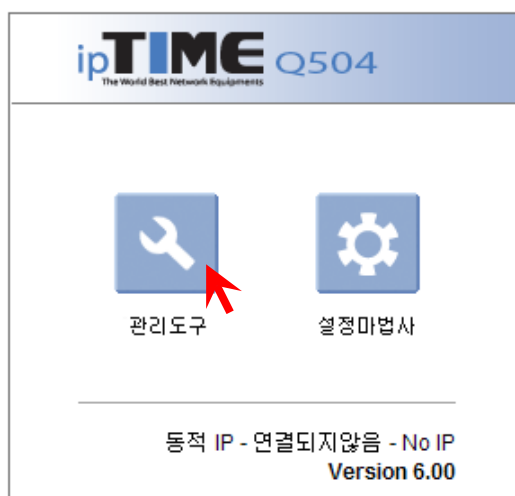 ipTIME Q504
The World Best Network Equipments
관리도구
설정마법사
동적 IP - 연결되지않음 - No IP
Version 6.00